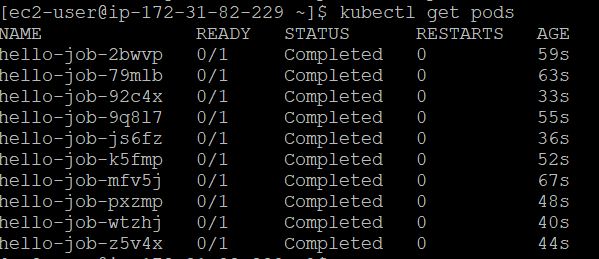 [ec2-user@ip-172-31-82-229 ~]$ kubectl get pods
NAME READY STATUS RESTARTS AGE
hello-job-2bwvp 0/1 Completed 0 59s
hello-job-79mlb 0/1 Completed 0 63s
hello-job-92c4x 0/1 Completed 0 33s
hello-job-9q8l7 0/1 Completed 0 55s
hello-job-js6fz 0/1 Completed 0 36s
hello-job-k5fmp 0/1 Completed 0 52s
hello-job-mfv5j 0/1 Completed 0 67s
hello-job-pxzmp 0/1 Completed 0 48s
hello-job-wtzhj 0/1 Completed 0 40s
hello-job-z5v4x 0/1 Completed 0 44s